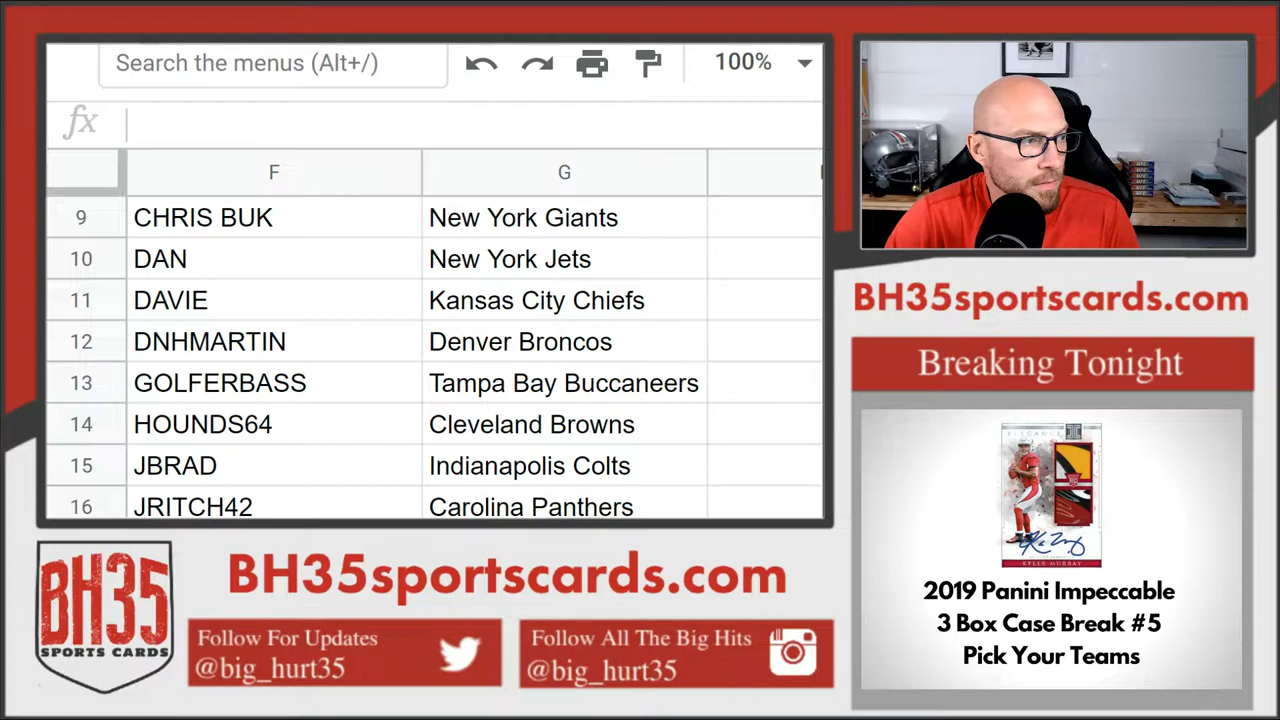 Search the menus (Alt+/)
100%
fx
F G
9 CHRIS BUK New York Giants
10 DAN New York Jets
11 DAVIE Kansas City Chiefs
12 DNHMARTIN Denver Broncos
13 GOLFERBASS Tampa Bay Buccaneers
14 HOUNDS64 Cleveland Browns
15 JBRAD Indianapolis Colts
16 JRITCH42 Carolina Panthers
BH35sportscards.com
Breaking Tonight
ELEGANCE
KYLER MURRAY
2019 Panini Impeccable
3 Box Case Break #5
Pick Your Teams
BH35
SPORTS CARDS
BH35sportscards.com
Follow For Updates
@big_hurt35
Follow All The Big Hits
@big_hurt35